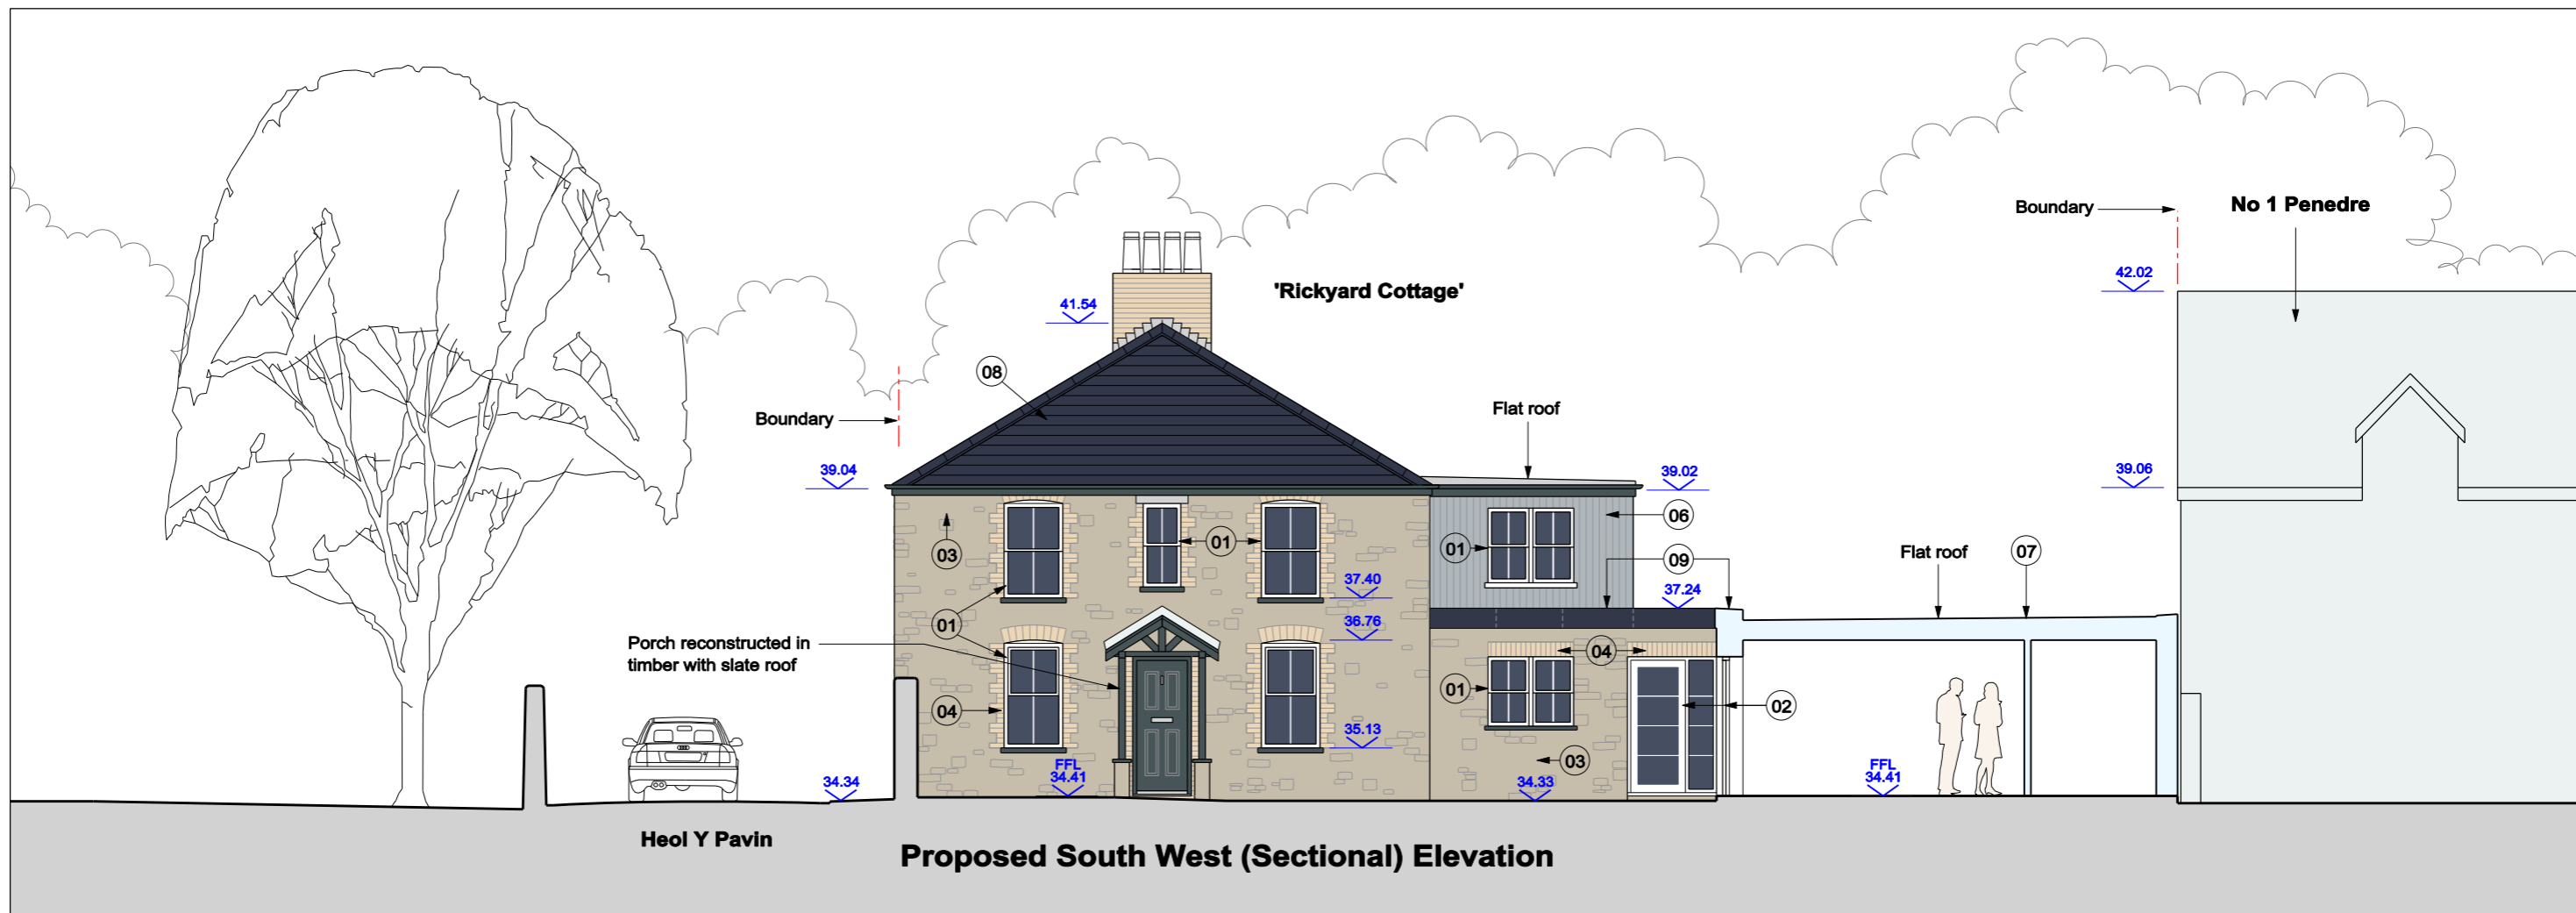 Boundary
No 1 Penedre
42.02
'Rickyard Cottage'
41.54
08
Boundary
Flat roof
39.04
39.02
39.06
03
01
06
01
Flat roof
07
09
37.40
37.24
01
36.76
Porch reconstructed in
timber with slate roof
04
01
04
02
35.13
03
FFL
34.41
34.34
34.33
FFL
34.41
Heol Y Pavin
Proposed South West (Sectional) Elevation